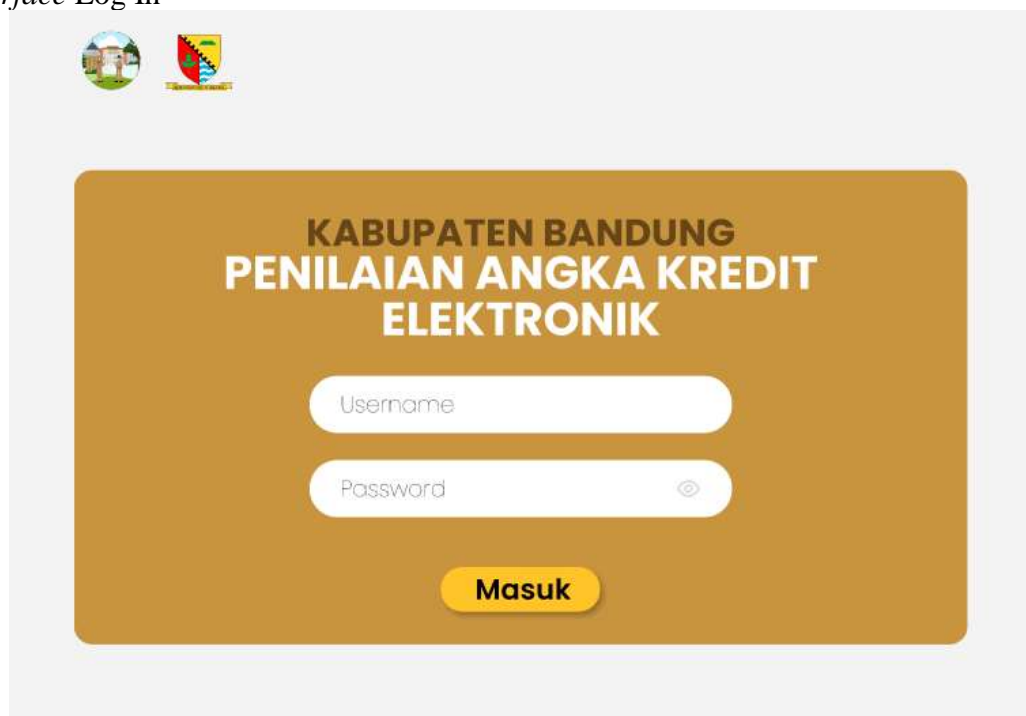 Log In
KABUPATEN BANDUNG
PENILAIAN ANGKA KREDIT
ELEKTRONIK
Username
Password
Masuk